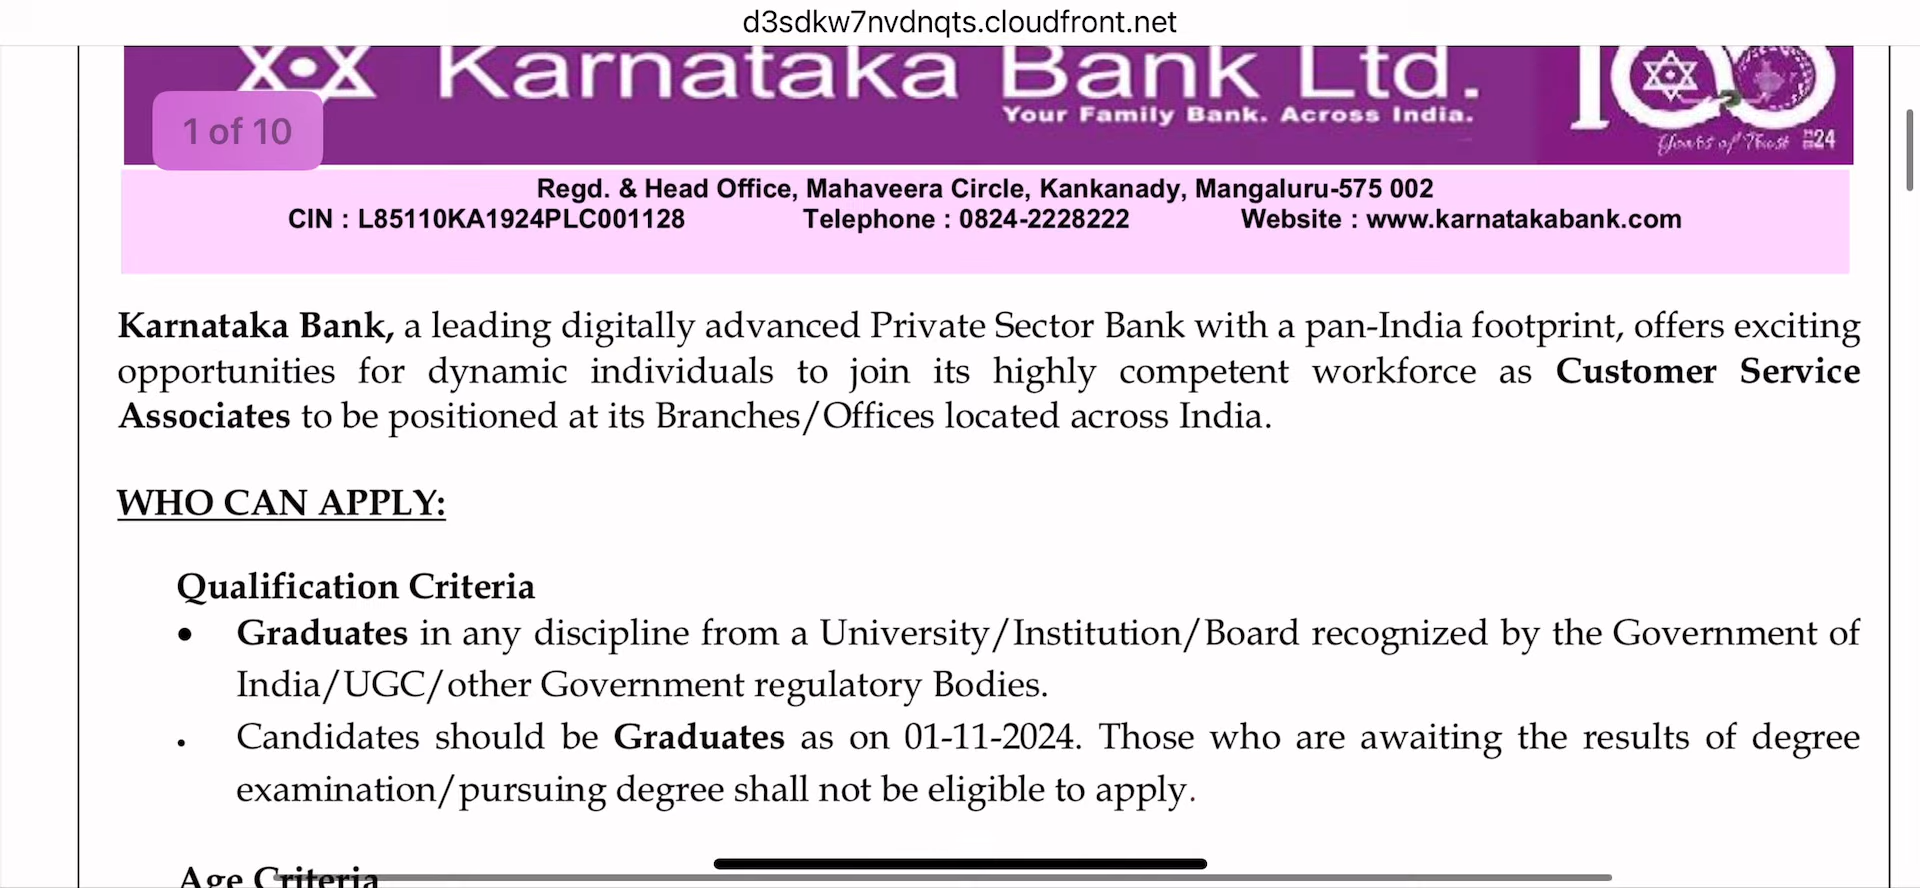 d3sdkw7nvdnqts.cloudfront.net
Karnataka Bank Ltd.
Your Family Bank. Across India.
100
Years of Trust 24
1 of 10
Regd. & Head Office, Mahaveera Circle, Kankanady, Mangaluru-575 002
CIN : L85110KA1924PLC001128 Telephone : 0824-2228222 Website : www.karnatakabank.com
Karnataka Bank, a leading digitally advanced Private Sector Bank with a pan-India footprint, offers exciting
opportunities for dynamic individuals to join its highly competent workforce as Customer Service
Associates to be positioned at its Branches/Offices located across India.
WHO CAN APPLY:
Qualification Criteria
• Graduates in any discipline from a University/Institution/Board recognized by the Government of
India/UGC/other Government regulatory Bodies.
• Candidates should be Graduates as on 01-11-2024. Those who are awaiting the results of degree
examination/pursuing degree shall not be eligible to apply.
Age Criteria